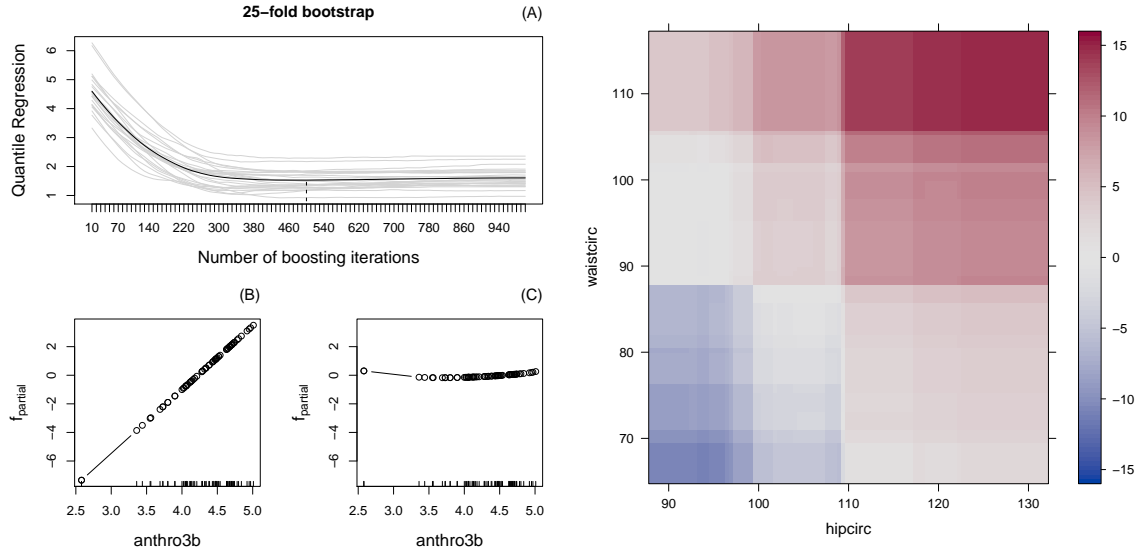 25−fold bootstrap (A)
Quantile Regression
6
5
4
3
2
1
10 70 140 220 300 380 460 540 620 700 780 860 940
Number of boosting iterations
(B)
f partial
2
0
−2
−4
−6
2.5 3.0 3.5 4.0 4.5 5.0
anthro3b
(C)
f partial
2
0
−2
−4
−6
2.5 3.0 3.5 4.0 4.5 5.0
anthro3b
waistcirc
110
100
90
80
70
90 100 110 120 130
hipcirc
15
10
5
0
−5
−10
−15